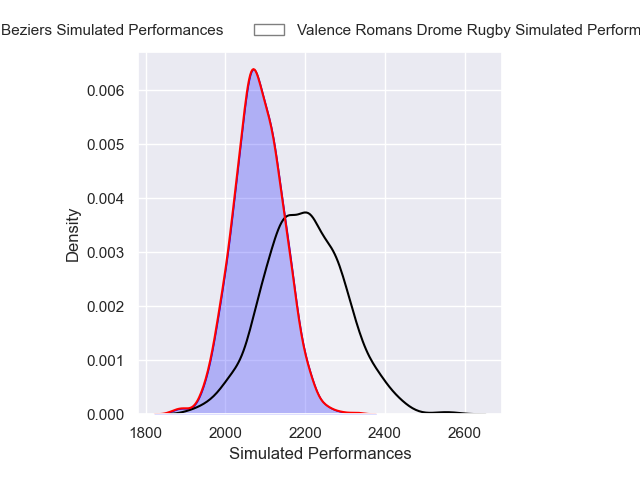 Beziers Simulated Performances
Valence Romans Drome Rugby Simulated Perform
0.006
0.005
0.004
0.003
0.002
0.001
0.000
Density
1800 2000 2200 2400 2600
Simulated Performances